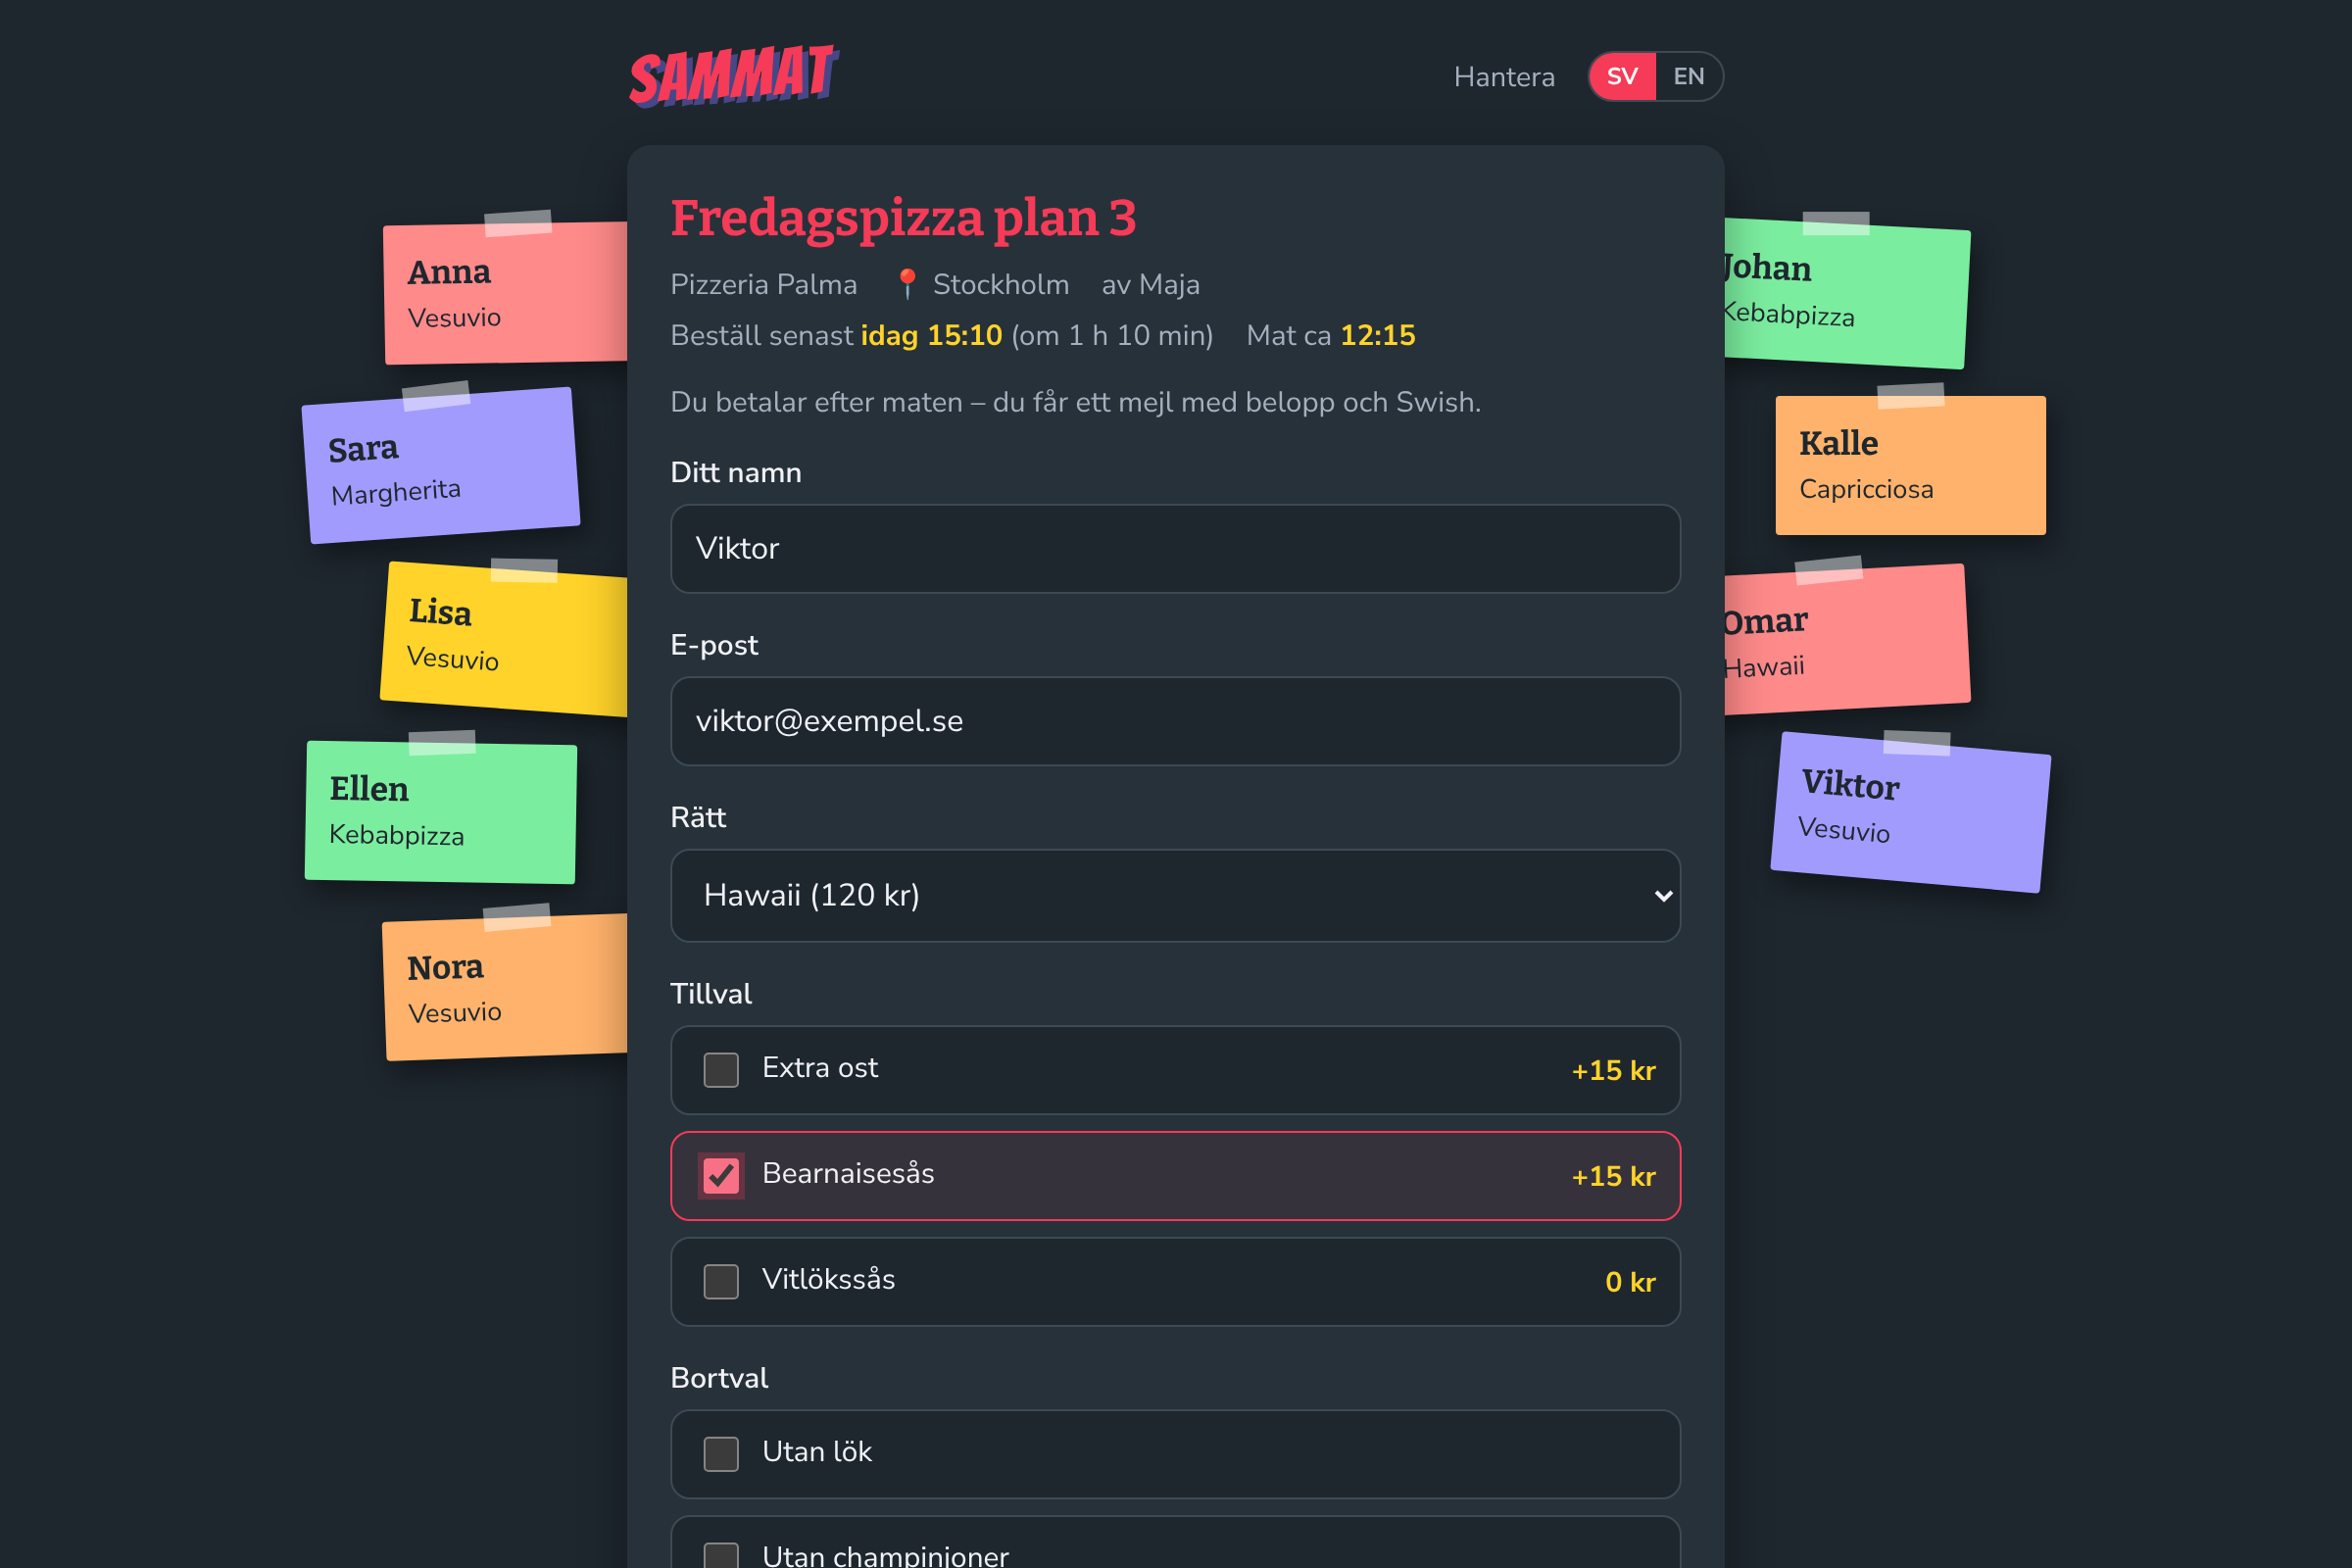 SAMMAT
Hantera
SV
EN
Fredagspizza plan 3
Pizzeria Palma
Stockholm
av Maja
Beställ senast idag 15:10 (om 1 h 10 min)
Mat ca 12:15
Du betalar efter maten – du får ett mejl med belopp och Swish.
Ditt namn
Viktor
E-post
viktor@exempel.se
Rätt
Hawaii (120 kr)
Tillval
Extra ost
+15 kr
Bearnaisesås
+15 kr
Vitlökssås
0 kr
Bortval
Utan lök
Utan champinjoner
Anna
Vesuvio
Sara
Margherita
Lisa
Vesuvio
Ellen
Kebabpizza
Nora
Vesuvio
Johan
Kebabpizza
Kalle
Capricciosa
Omar
Hawaii
Viktor
Vesuvio